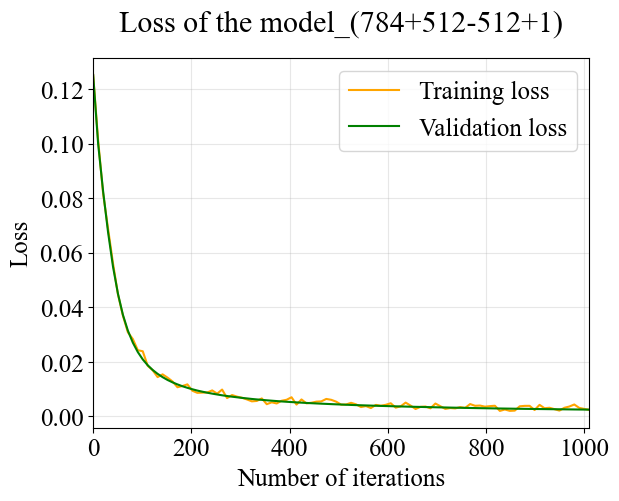 Loss of the model_(784+512-512+1)
Training loss
Validation loss
Loss
0.12
0.10
0.08
0.06
0.04
0.02
0.00
0 200 400 600 800 1000
Number of iterations